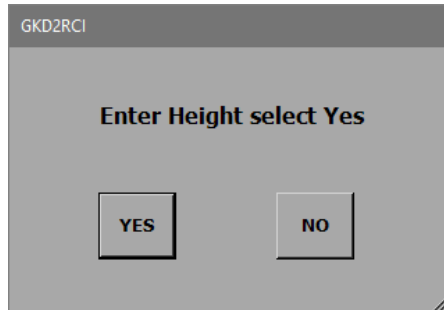 GKD2RCI
Enter Height select Yes
YES
NO